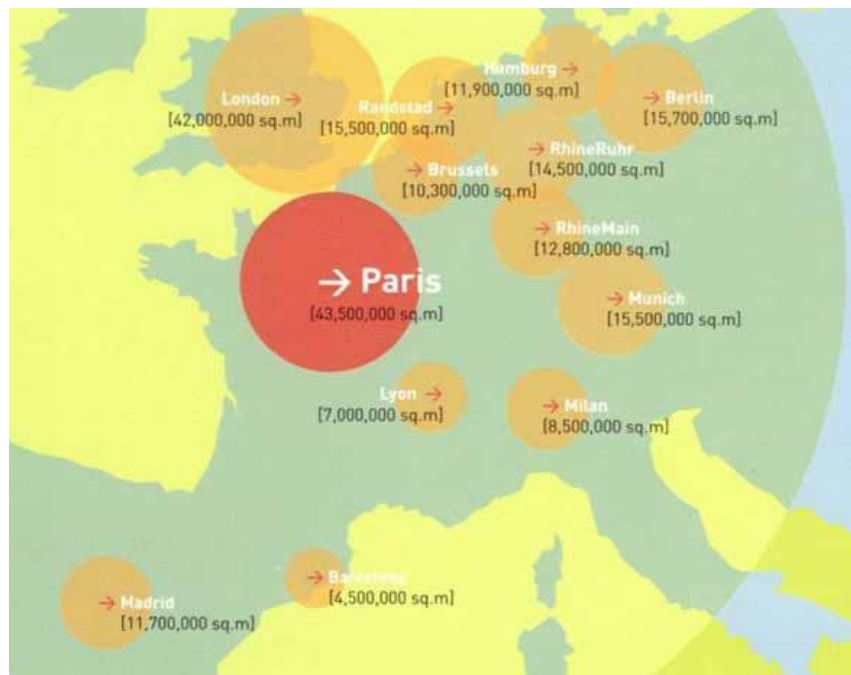 London →
[42,000,000 sq.m]
Randstad →
[15,500,000 sq.m]
Hamburg →
[11,900,000 sq.m]
→ Berlin
[15,700,000 sq.m]
→ RhineRuhr
[14,500,000 sq.m]
→ Brussels
[10,300,000 sq.m]
→ RhineMain
[12,800,000 sq.m]
→ Paris
[43,500,000 sq.m]
→ Munich
[15,500,000 sq.m]
Lyon →
[7,000,000 sq.m]
→ Milan
[8,500,000 sq.m]
→ Barcelona
[4,500,000 sq.m]
→ Madrid
[11,700,000 sq.m]